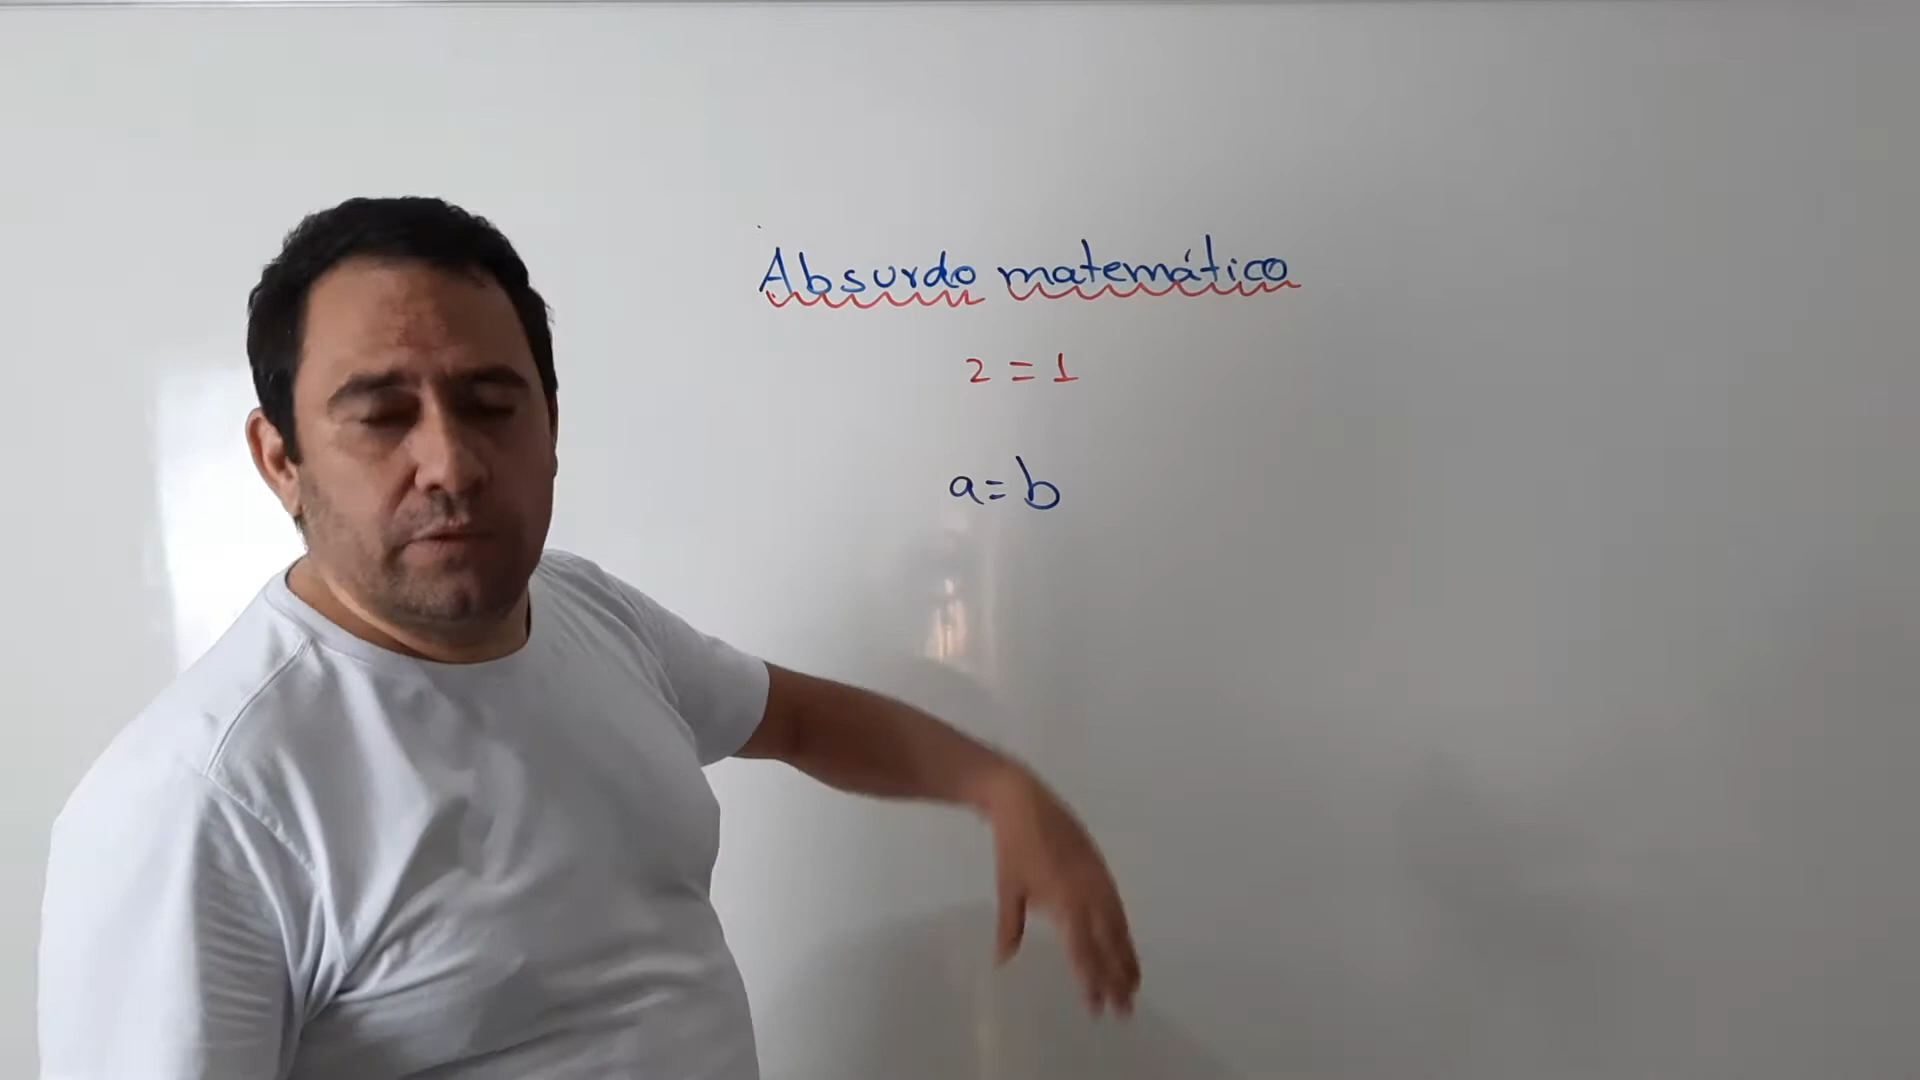 Absurdo matemático
2 = 1
a = b